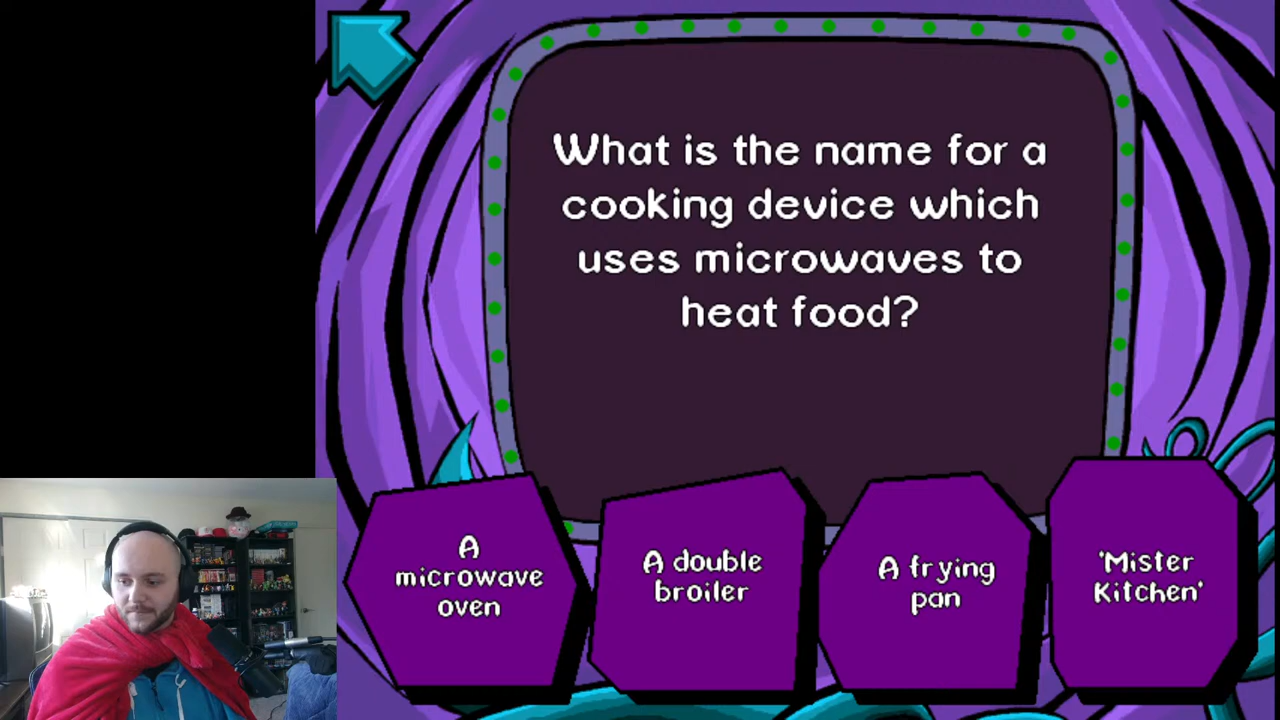 What is the name for a
cooking device which
uses microwaves to
heat food?
A
microwave
oven
A double
broiler
A frying
pan
'Mister
Kitchen'